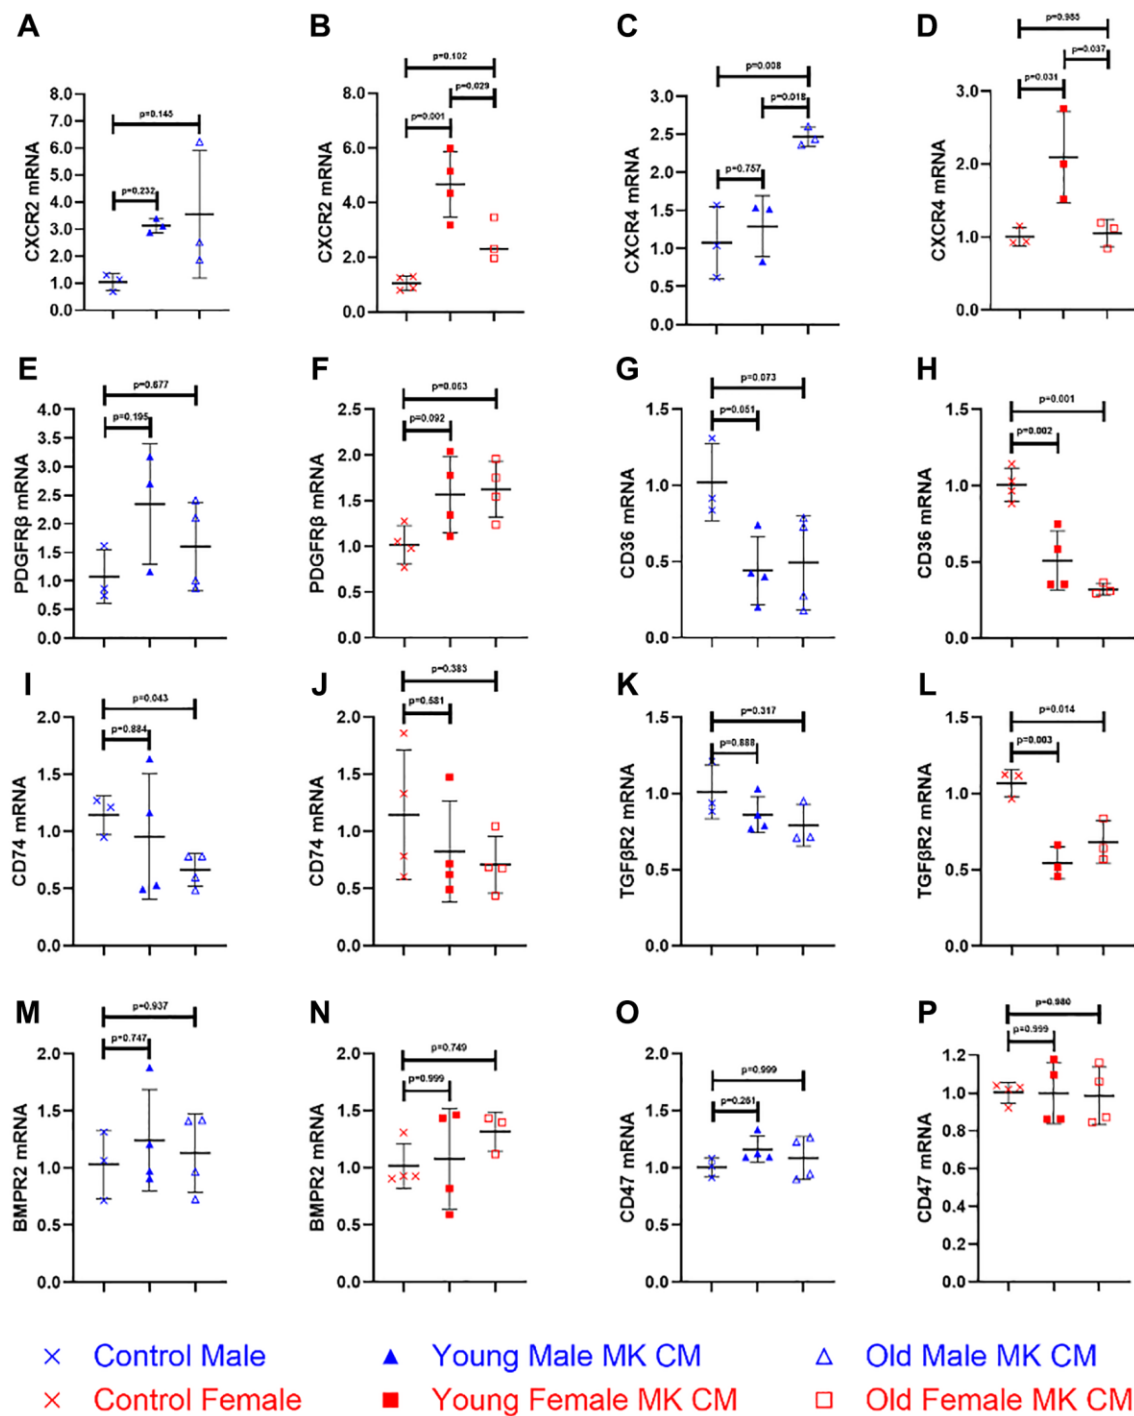 A
B
C
D
p=0.145
p=0.232
8.0
7.0
6.0
5.0
4.0
3.0
2.0
1.0
0.0
CXCR2 mRNA
p=0.102
p=0.029
p=0.001
8.0
6.0
4.0
2.0
0.0
CXCR2 mRNA
p=0.008
p=0.018
p=0.757
3.0
2.5
2.0
1.5
1.0
0.5
0.0
CXCR4 mRNA
p=0.985
p=0.037
p=0.031
3.0
2.0
1.0
0.0
CXCR4 mRNA
E
F
G
H
p=0.677
p=0.195
4.0
3.5
3.0
2.5
2.0
1.5
1.0
0.5
0.0
PDGFRβ mRNA
p=0.063
p=0.092
2.5
2.0
1.5
1.0
0.5
0.0
PDGFRβ mRNA
p=0.073
p=0.051
1.5
1.0
0.5
0.0
CD36 mRNA
p=0.001
p=0.002
1.5
1.0
0.5
0.0
CD36 mRNA
I
J
K
L
p=0.043
p=0.884
2.0
1.5
1.0
0.5
0.0
CD74 mRNA
p=0.383
p=0.581
2.0
1.5
1.0
0.5
0.0
CD74 mRNA
p=0.317
p=0.888
1.5
1.0
0.5
0.0
TGFβR2 mRNA
p=0.014
p=0.003
1.5
1.0
0.5
0.0
TGFβR2 mRNA
M
N
O
P
p=0.937
p=0.747
2.0
1.5
1.0
0.5
0.0
BMPR2 mRNA
p=0.749
p=0.999
2.0
1.5
1.0
0.5
0.0
BMPR2 mRNA
p=0.999
p=0.261
2.0
1.5
1.0
0.5
0.0
CD47 mRNA
p=0.980
p=0.999
1.2
1.0
0.8
0.6
0.4
0.2
0.0
CD47 mRNA
Control Male
Young Male MK CM
Old Male MK CM
Control Female
Young Female MK CM
Old Female MK CM